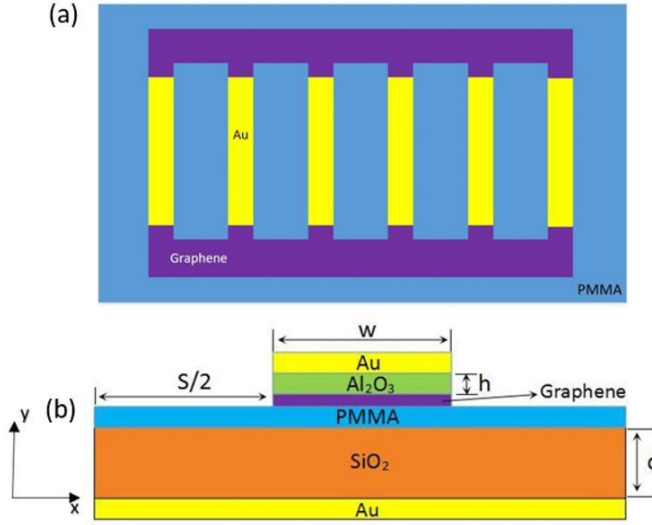 (a)
Au
Graphene
PMMA
w
Au
S/2
Al₂O₃
h
Graphene
(b)
y
PMMA
SiO₂
x
Au